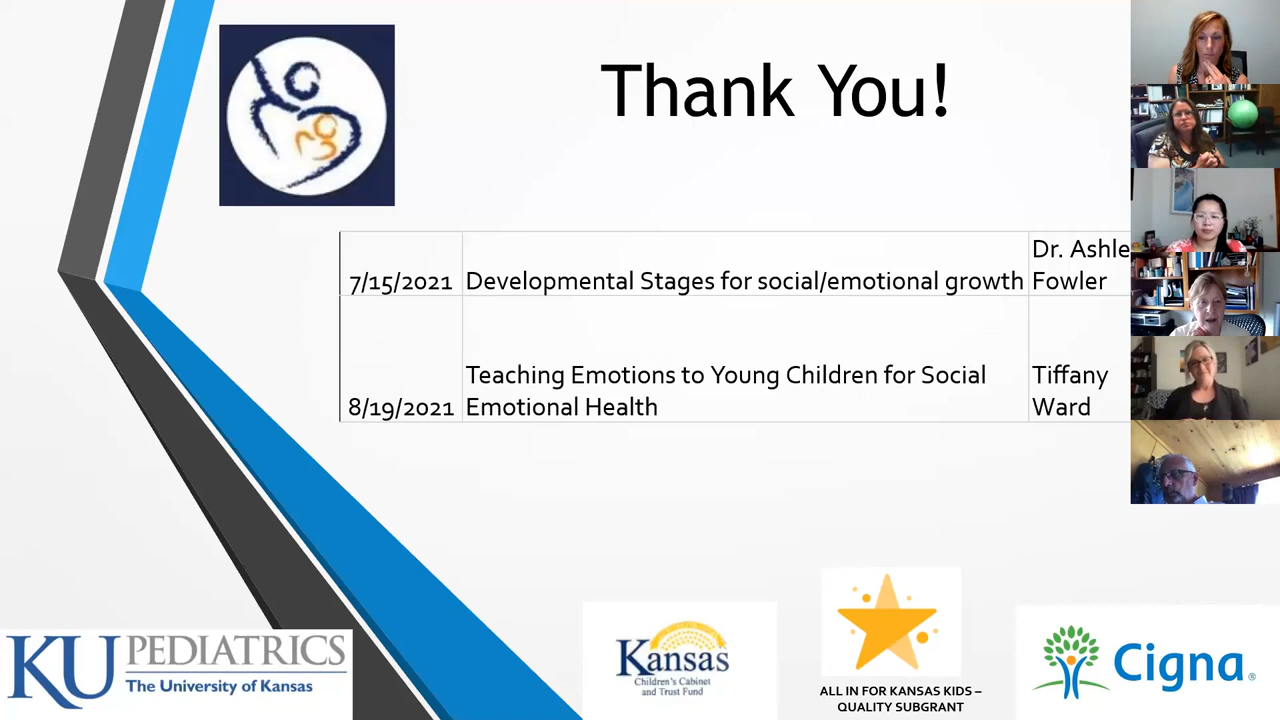 Thank You!
7/15/2021 Developmental Stages for social/emotional growth Dr. Ashle
Fowler
8/19/2021 Teaching Emotions to Young Children for Social
Emotional Health
Tiffany
Ward
KU PEDIATRICS
The University of Kansas
Kansas
Children's Cabinet
and Trust Fund
ALL IN FOR KANSAS KIDS –
QUALITY SUBGRANT
Cigna®